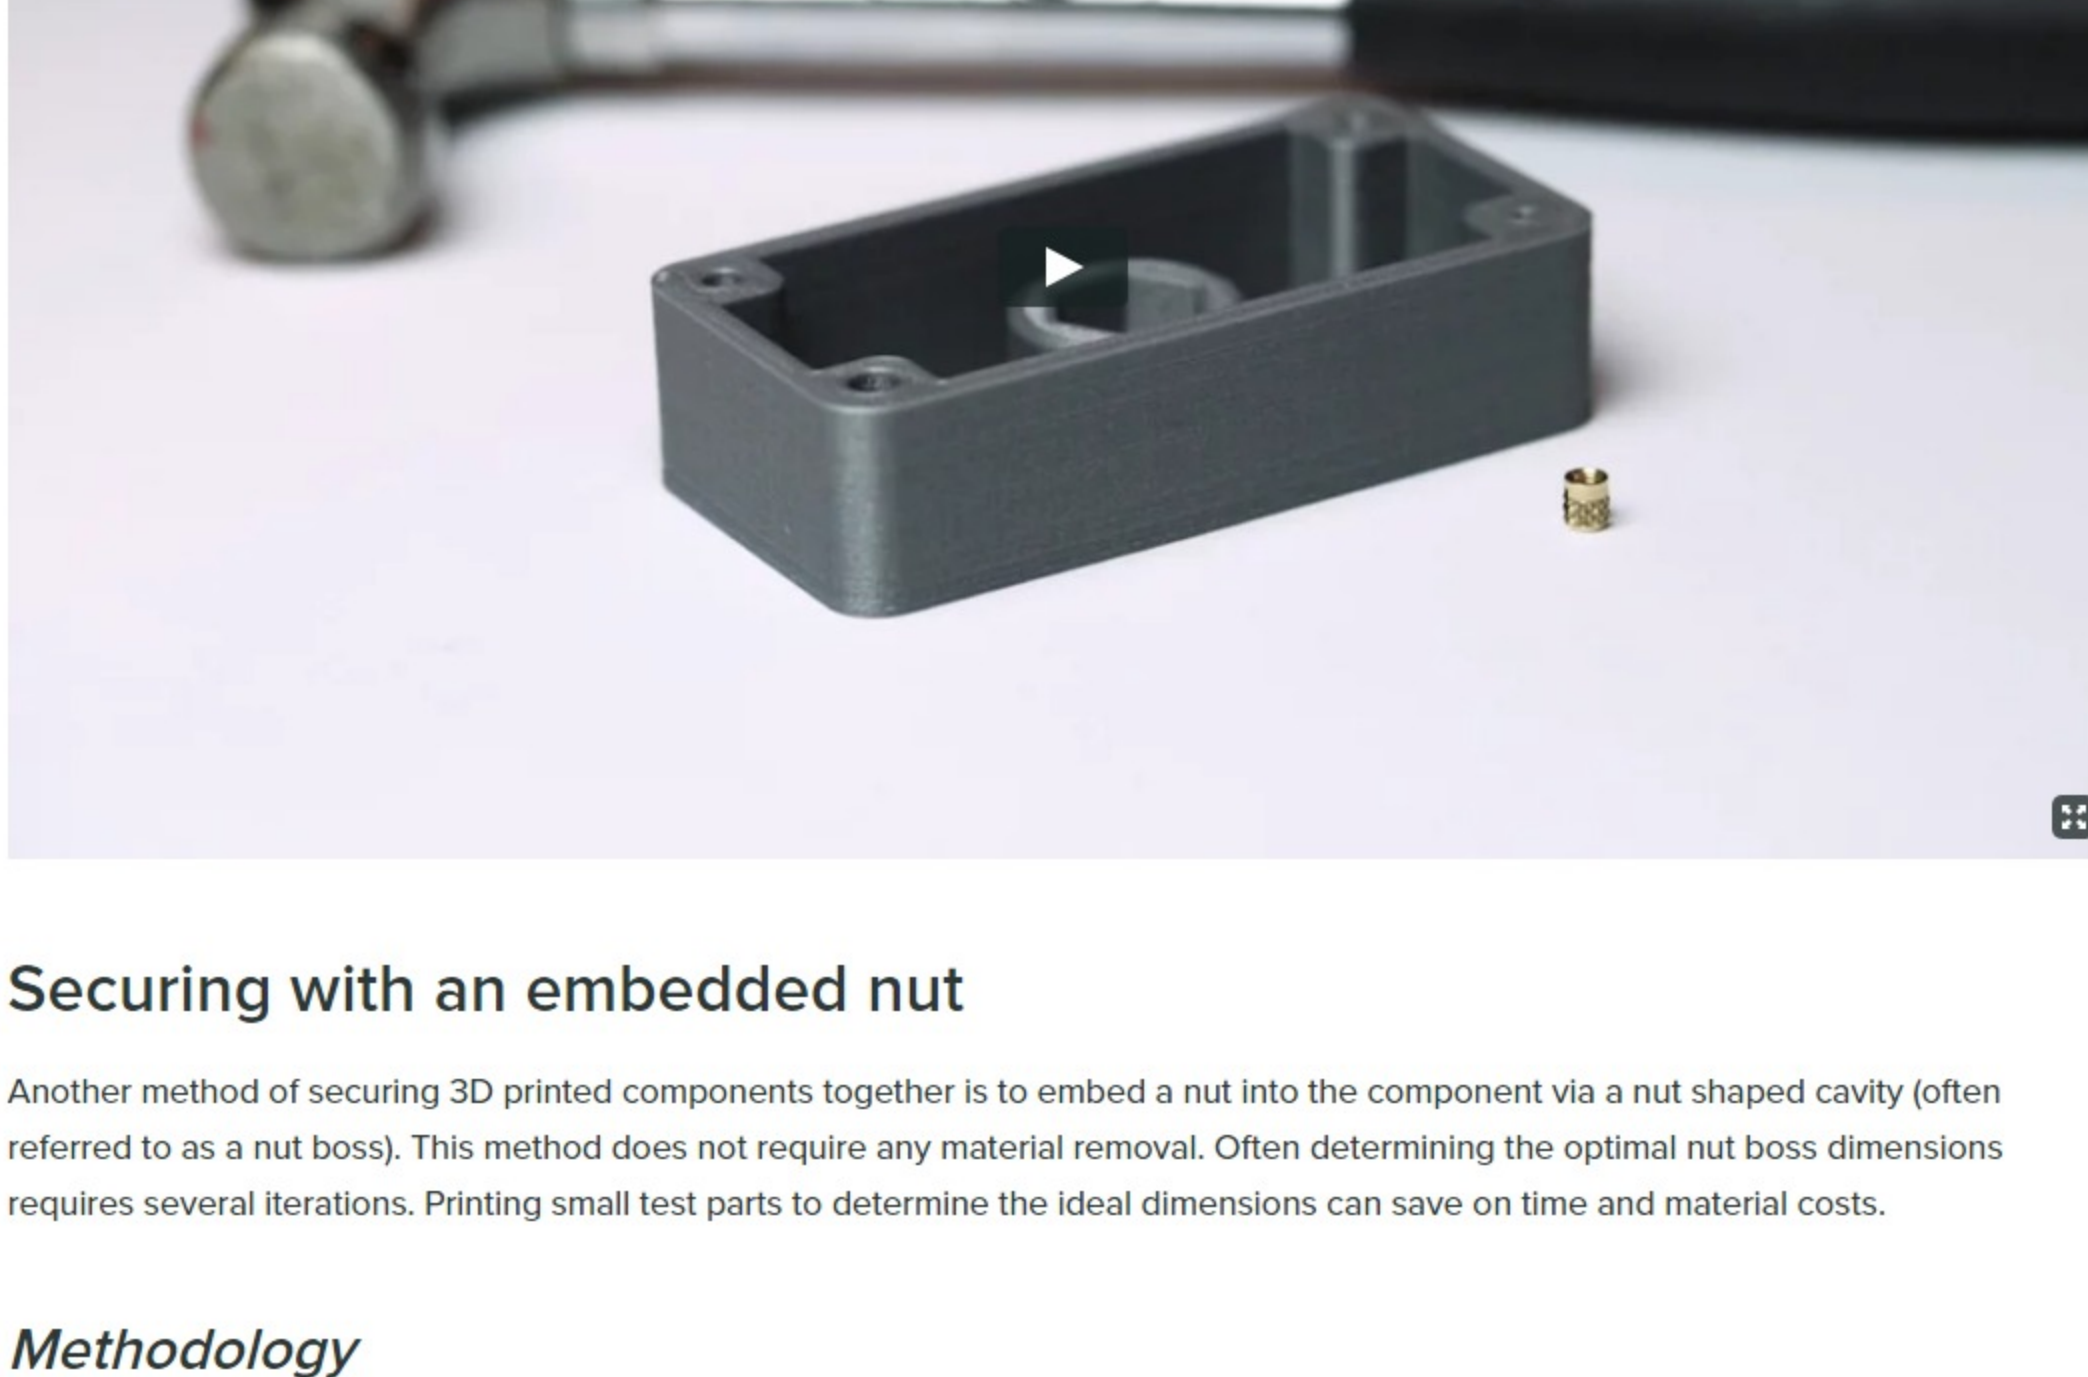 Securing with an embedded nut
Another method of securing 3D printed components together is to embed a nut into the component via a nut shaped cavity (often
referred to as a nut boss). This method does not require any material removal. Often determining the optimal nut boss dimensions
requires several iterations. Printing small test parts to determine the ideal dimensions can save on time and material costs.
Methodology